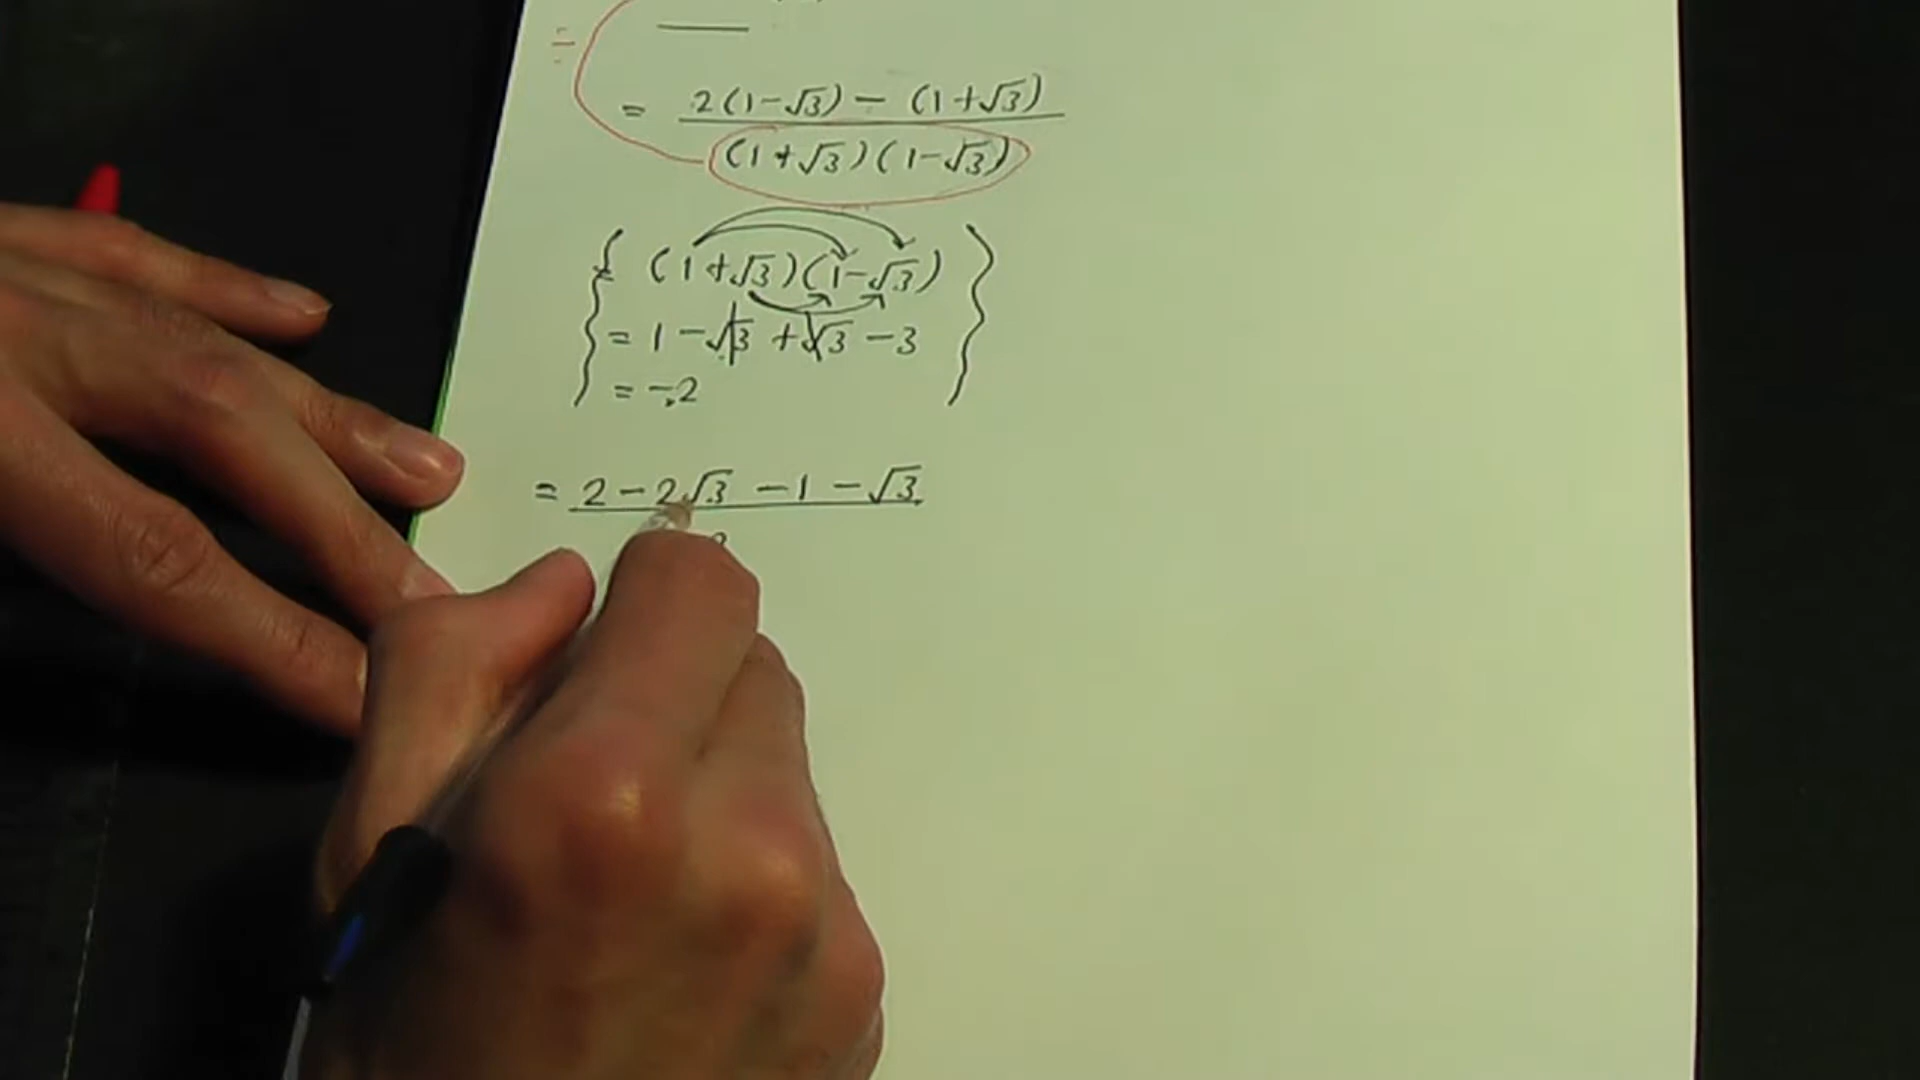 ÷
= 2(1-√3) - (1+√3)
(1+√3)(1-√3)
{ (1+√3)(1-√3) }
= 1 -√3 +√3 -3
= -2
= 2 - 2√3 -1 -√3